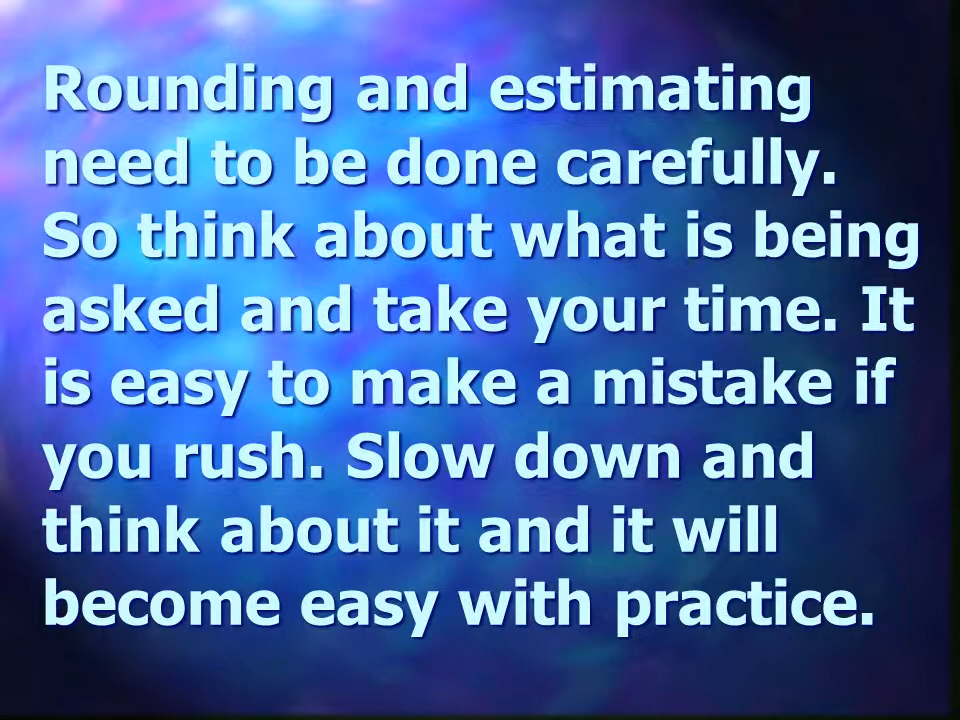 Rounding and estimating
need to be done carefully.
So think about what is being
asked and take your time. It
is easy to make a mistake if
you rush. Slow down and
think about it and it will
become easy with practice.